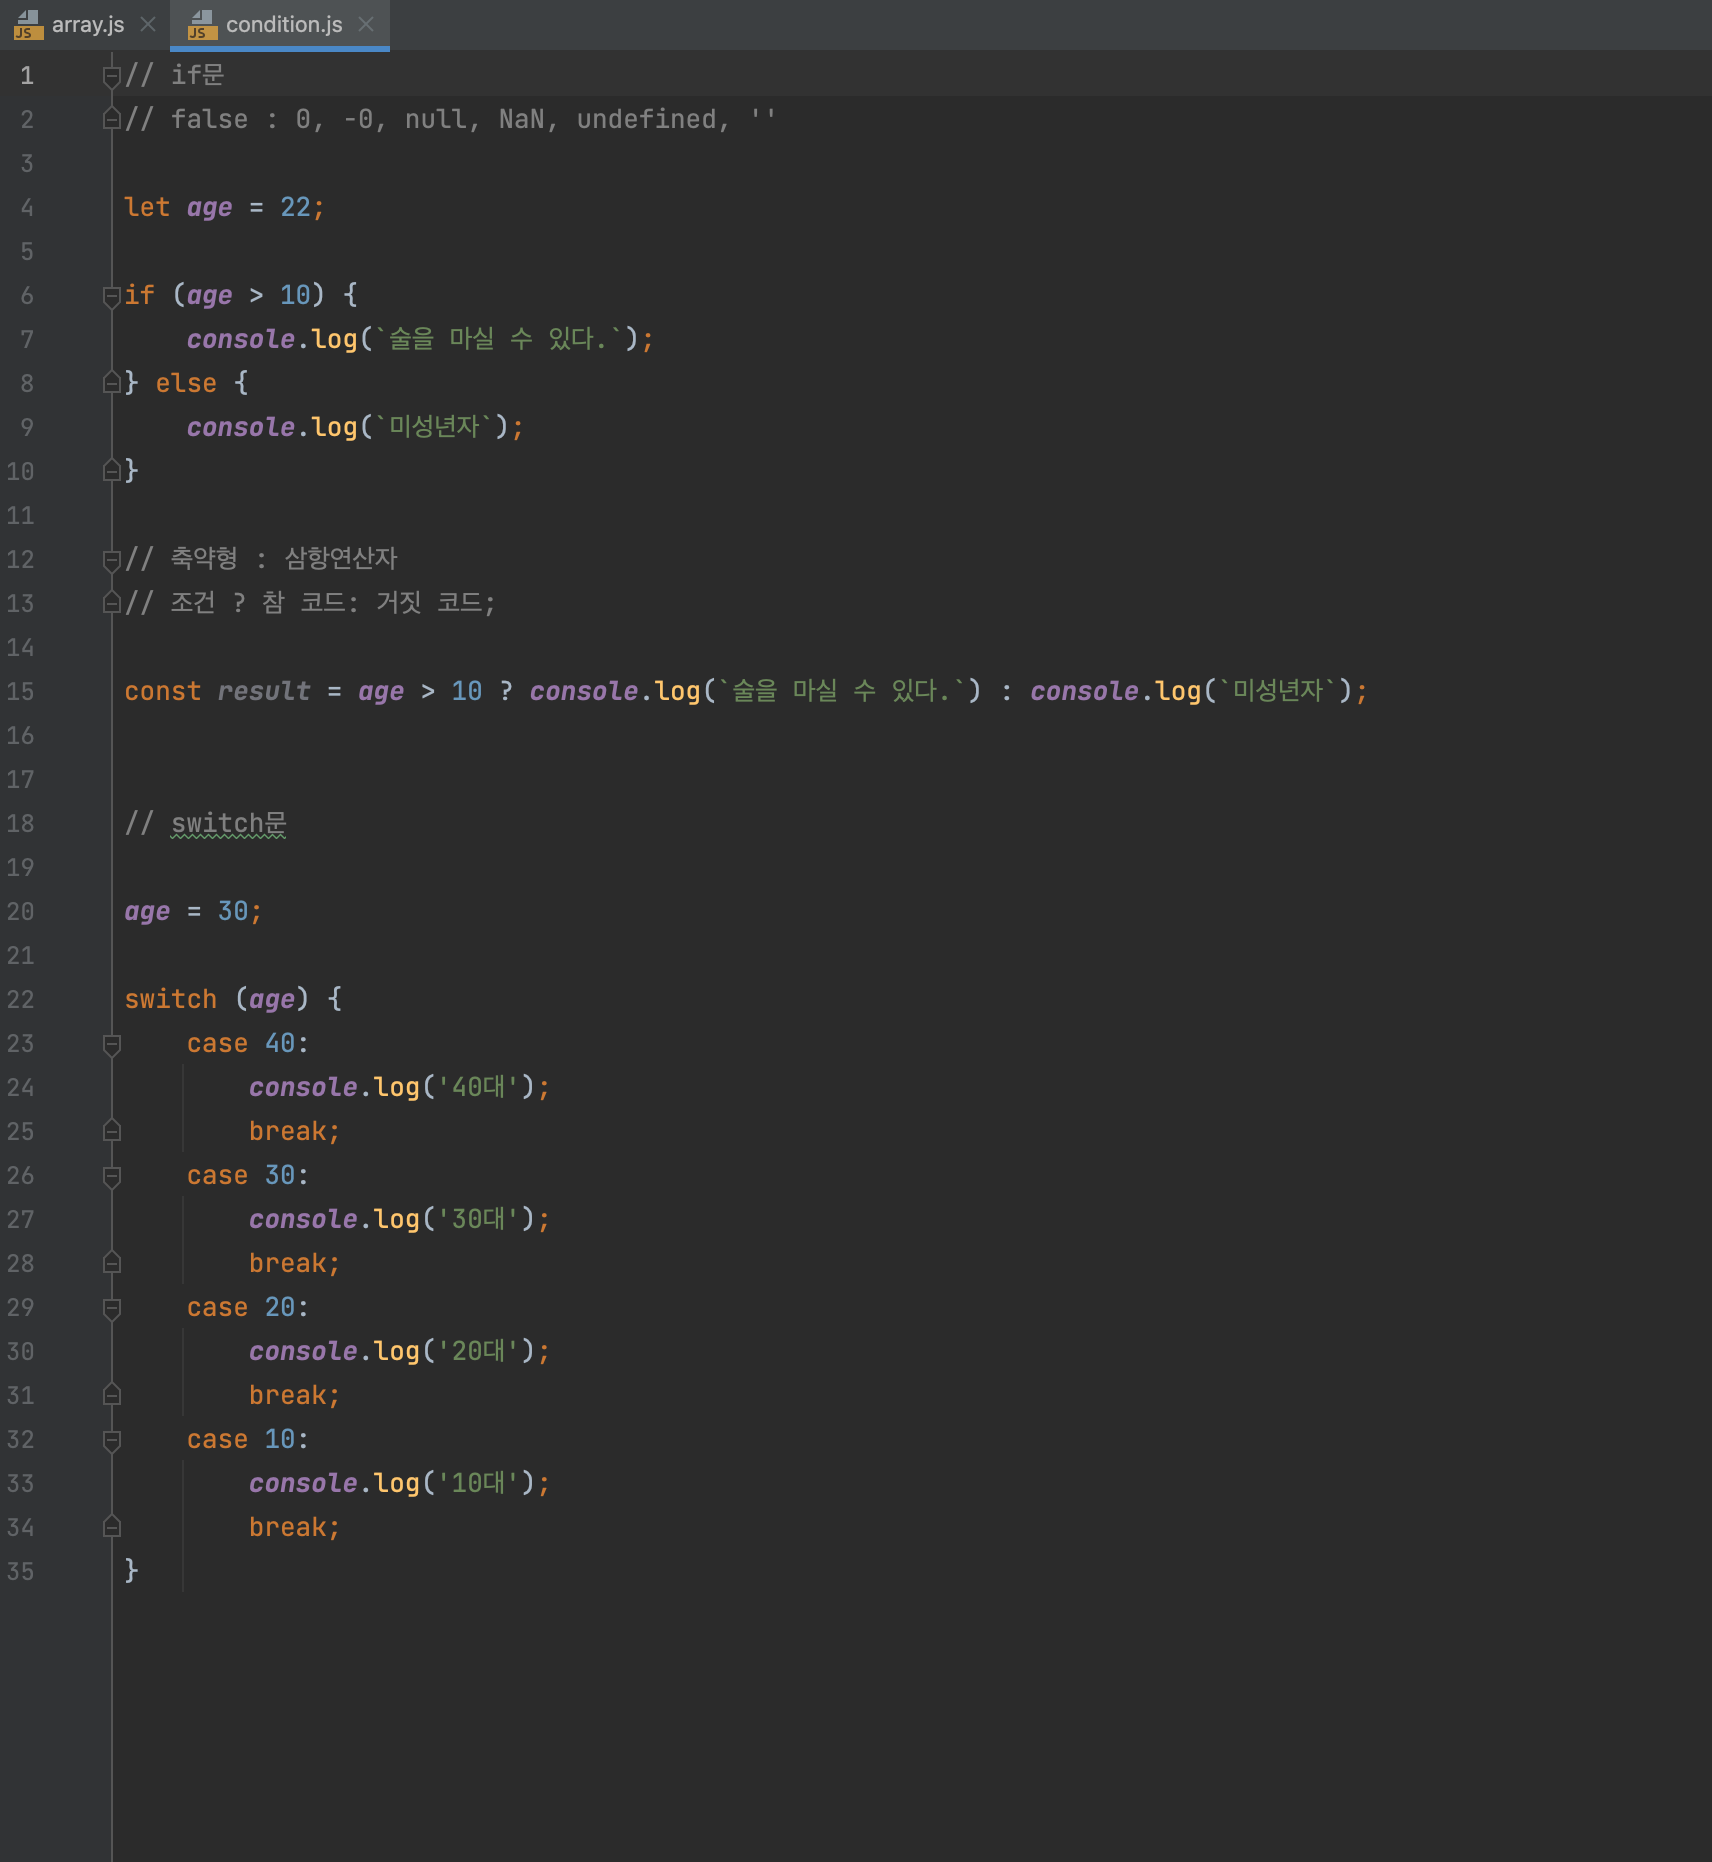 array.js
condition.js
1 // if문
2 // false : 0, -0, null, NaN, undefined, ''
3
4 let age = 22;
5
6 if (age > 10) {
7     console.log(`술을 마실 수 있다.`);
8 } else {
9     console.log(`미성년자`);
10 }
11
12 // 축약형 : 삼항연산자
13 // 조건 ? 참 코드: 거짓 코드;
14
15 const result = age > 10 ? console.log(`술을 마실 수 있다.`) : console.log(`미성년자`);
16
17
18 // switch문
19
20 age = 30;
21
22 switch (age) {
23     case 40:
24         console.log('40대');
25         break;
26     case 30:
27         console.log('30대');
28         break;
29     case 20:
30         console.log('20대');
31         break;
32     case 10:
33         console.log('10대');
34         break;
35 }